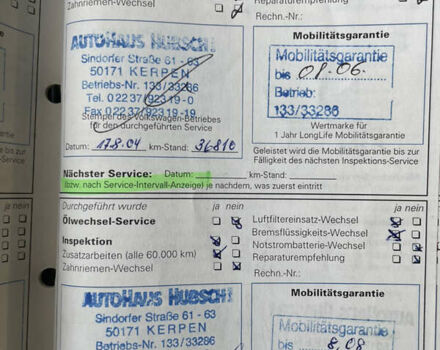 Zahnriemen-Wechsel
Reparaturempfehlung
Rechn.-Nr.:
AUTOHAUS HUBSCH
Sindorfer Straße 61 - 63
50171 KERPEN
Betriebs-Nr. 133/33286
Tel. 02237/92319-0
Fax 02237/92319-19
Stempel des Volkswagen-Betriebes
für den durchgeführten Service
Datum: 17.8.04 km-Stand: 36810
Mobilitätsgarantie
Mobilitätsgarantie
bis 08.06.
Betrieb:
133/33286
Wertmarke für
1 Jahr LongLife Mobilitätsgarantie
Geleistet wird die Mobilitätsgarantie bis zur
Fälligkeit des nächsten Inspektions-Service
Nächster Service: Datum: km-Stand:
(bzw. nach Service-Intervall-Anzeige) je nachdem, was zuerst eintritt
Durchgeführt wurde ja nein
Ölwechsel-Service
Inspektion
Zusatzarbeiten (alle 60.000 km)
Zahnriemen-Wechsel
ja nein
Luftfiltereinsatz-Wechsel
Bremsflüssigkeits-Wechsel
Notstrombatterie-Wechsel
Reparaturempfehlung
Rechn.-Nr.:
AUTOHAUS HUBSCH
Sindorfer Straße 61 - 63
50171 KERPEN
Betriebs-Nr. 133/33286
Mobilitätsgarantie
Mobilitätsgarantie
bis 8.08